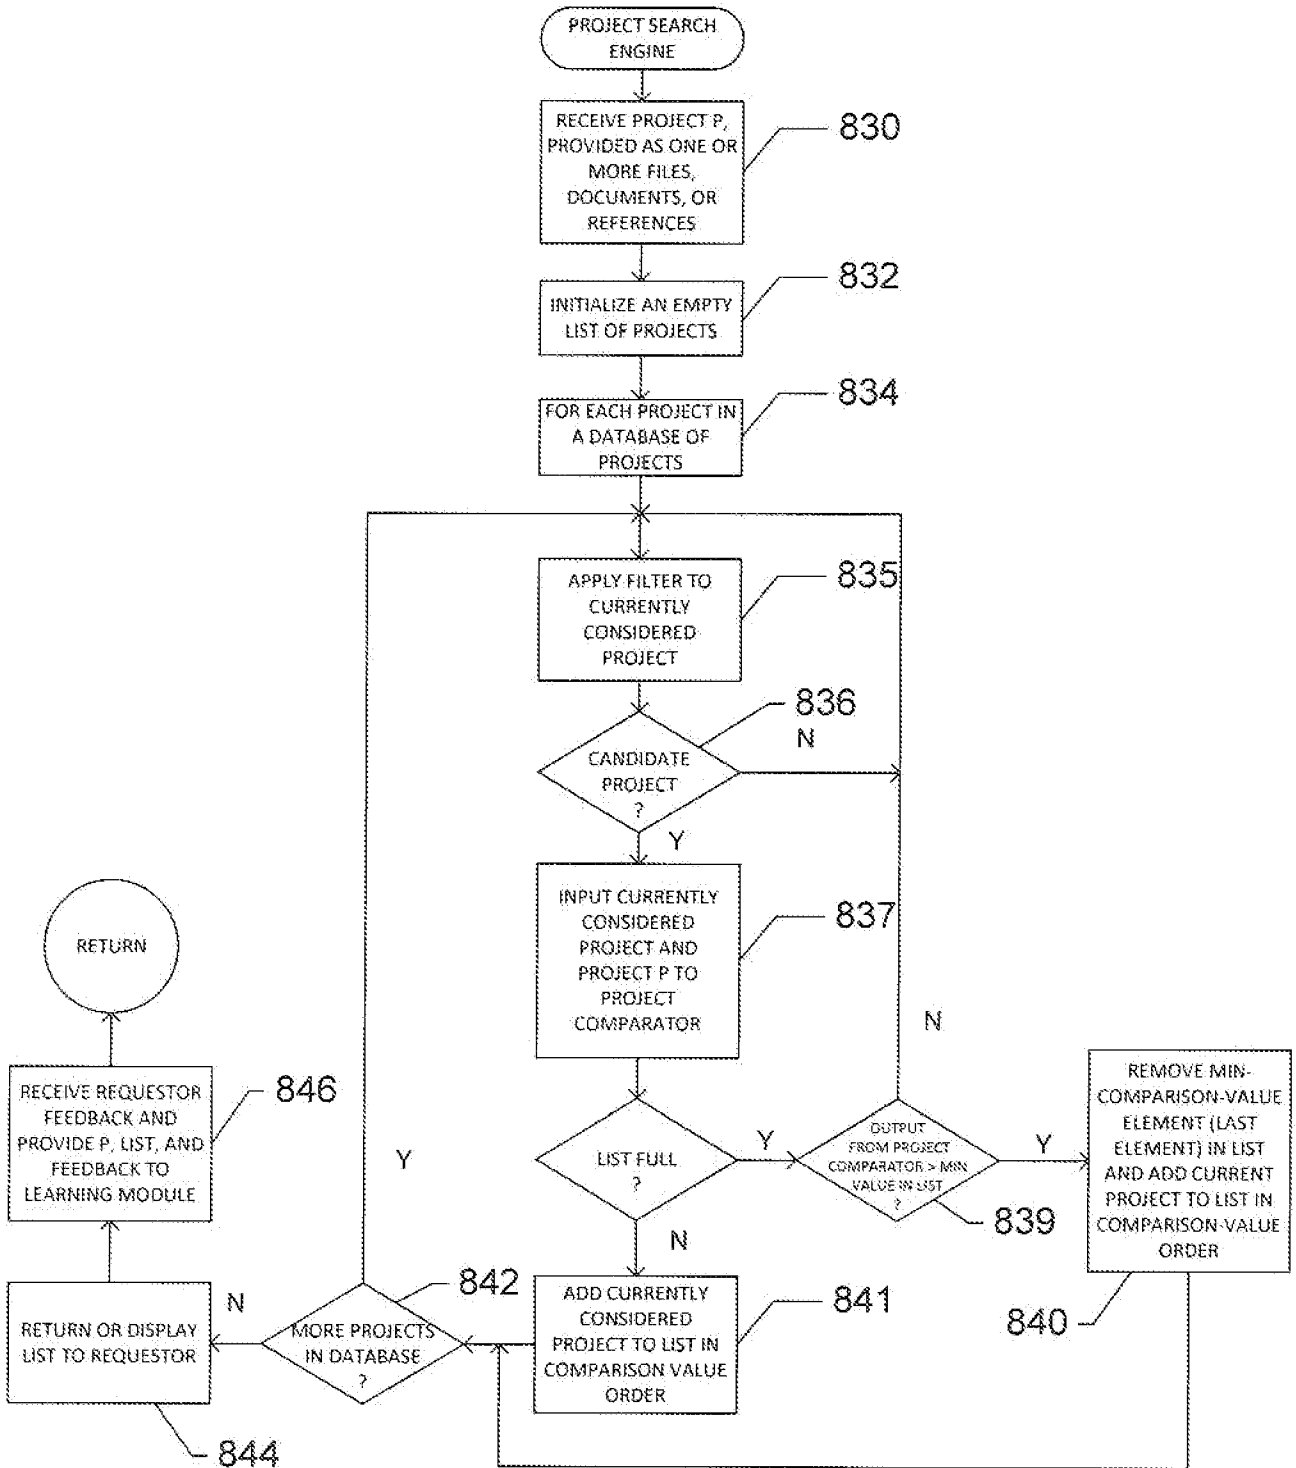 PROJECT SEARCH
ENGINE
RECEIVE PROJECT P,
PROVIDED AS ONE OR
MORE FILES,
DOCUMENTS, OR
REFERENCES
830
INITIALIZE AN EMPTY
LIST OF PROJECTS
832
FOR EACH PROJECT IN
A DATABASE OF
PROJECTS
834
APPLY FILTER TO
CURRENTLY
CONSIDERED
PROJECT
835
CANDIDATE
PROJECT
?
836
N
Y
INPUT CURRENTLY
CONSIDERED
PROJECT AND
PROJECT P TO
PROJECT
COMPARATOR
837
LIST FULL
?
Y
N
OUTPUT
FROM PROJECT
COMPARATOR > MIN
VALUE IN LIST
?
839
N
Y
REMOVE MIN-
COMPARISON-VALUE
ELEMENT (LAST
ELEMENT) IN LIST
AND ADD CURRENT
PROJECT TO LIST IN
COMPARISON-VALUE
ORDER
840
ADD CURRENTLY
CONSIDERED
PROJECT TO LIST IN
COMPARISON VALUE
ORDER
841
MORE PROJECTS
IN DATABASE
?
842
Y
N
RETURN OR DISPLAY
LIST TO REQUESTOR
844
RECEIVE REQUESTOR
FEEDBACK AND
PROVIDE P, LIST, AND
FEEDBACK TO
LEARNING MODULE
846
RETURN